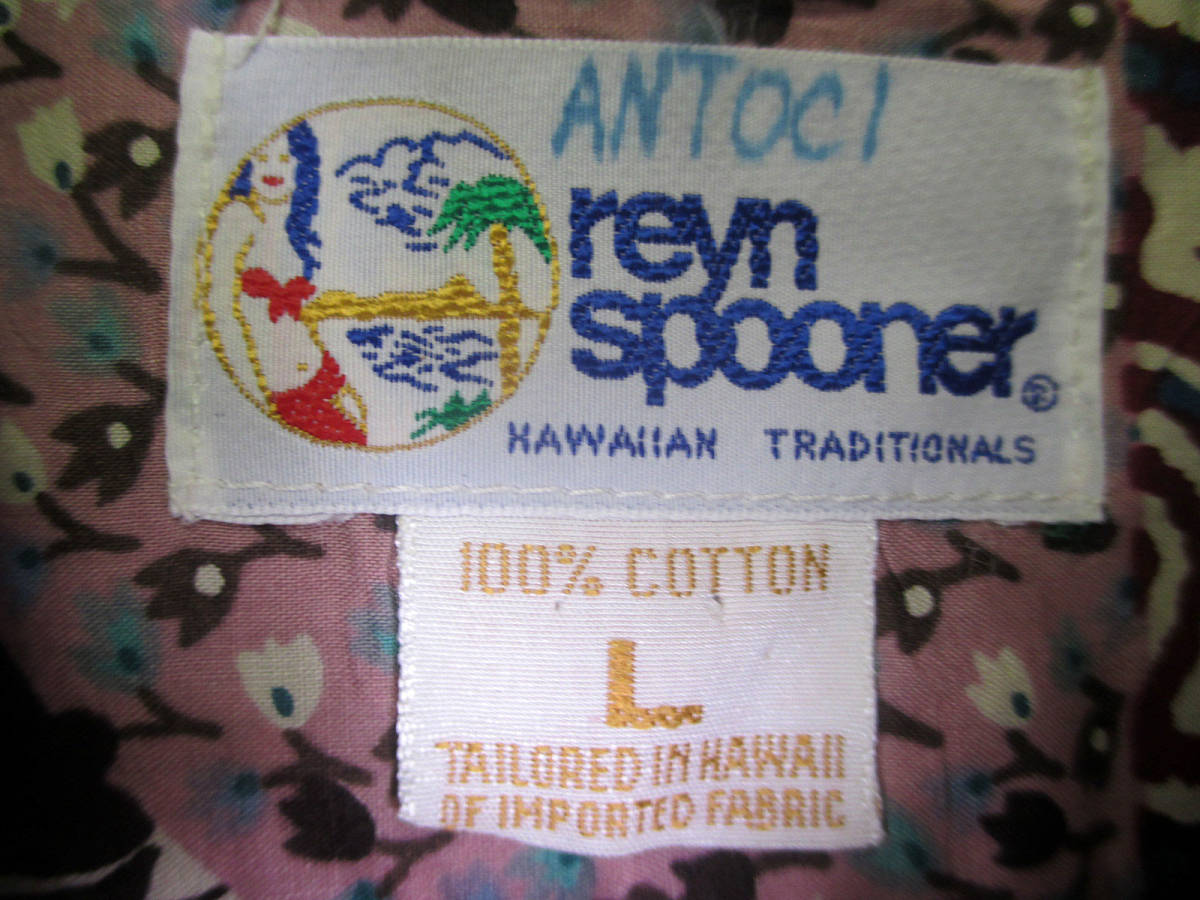 ANTOCI
reyn
spooner®
HAWAIIAN TRADITIONALS
100% COTTON
L
TAILORED IN HAWAII
OF IMPORTED FABRIC